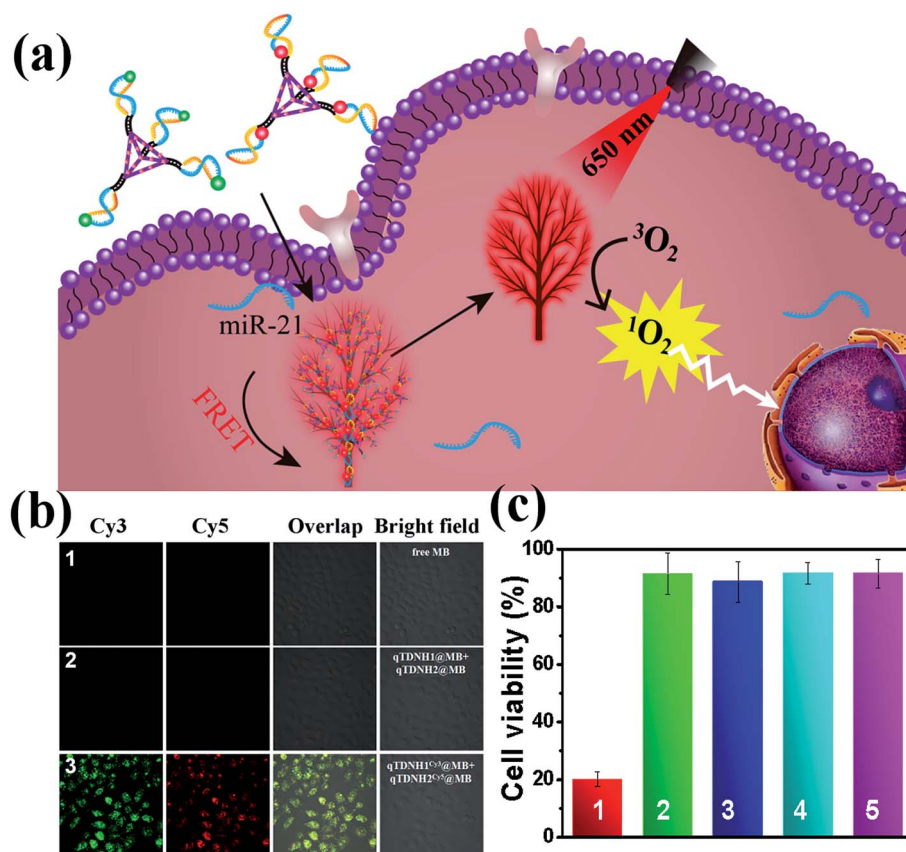 (a)
650 nm
³O₂
miR-21
¹O₂
FRET
(b)
Cy3 Cy5 Overlap Bright field
1
free MB
2
qTDNH1@MB+
qTDNH2@MB
3
qTDNH1ᶜʸ³@MB+
qTDNH2ᶜʸ⁵@MB
(c)
Cell viability (%)
100
80
60
40
20
0
1 2 3 4 5